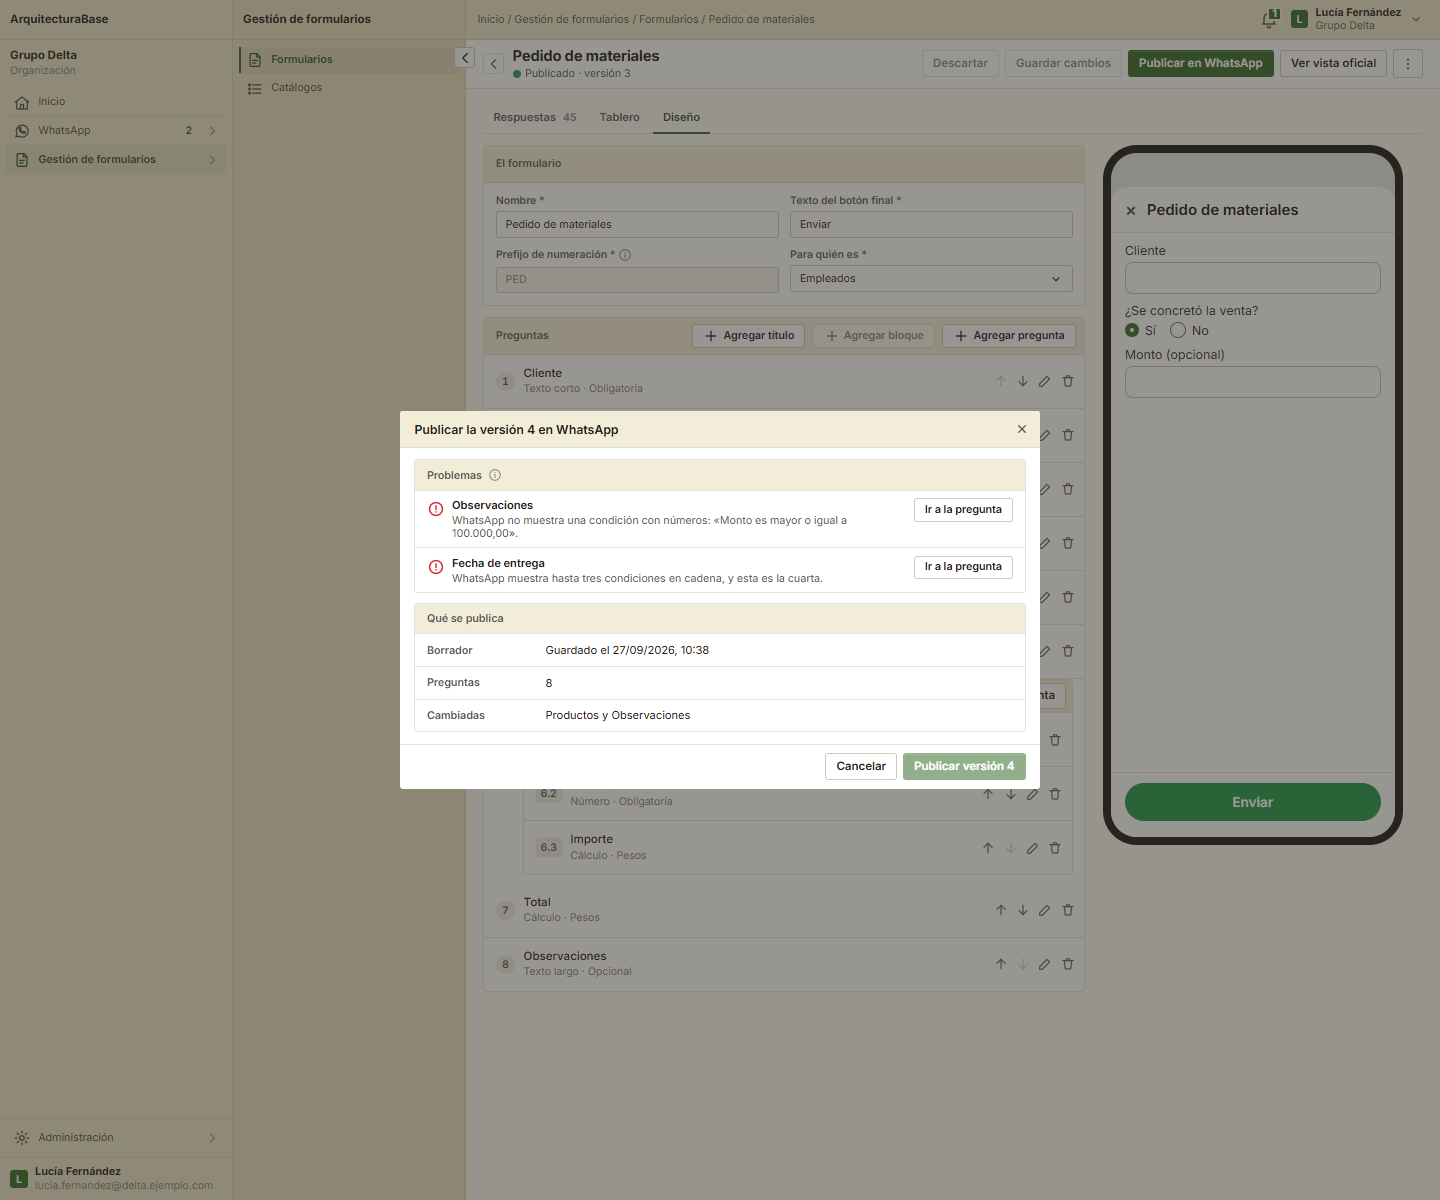 ArquitecturaBase
Grupo Delta
Organización
Inicio
WhatsApp 2
Gestión de formularios
Administración
L Lucía Fernández
lucia.fernandez@delta.ejemplo.com
Gestión de formularios
Formularios
Catálogos
Inicio / Gestión de formularios / Formularios / Pedido de materiales
1
L Lucía Fernández
Grupo Delta
Pedido de materiales
Publicado · versión 3
Descartar
Guardar cambios
Publicar en WhatsApp
Ver vista oficial
Respuestas 45
Tablero
Diseño
El formulario
Nombre *
Texto del botón final *
Pedido de materiales
Enviar
Prefijo de numeración *
Para quién es *
PED
Empleados
Preguntas
Agregar título
Agregar bloque
Agregar pregunta
1 Cliente
Texto corto · Obligatoria
Publicar la versión 4 en WhatsApp
Problemas
Observaciones
WhatsApp no muestra una condición con números: «Monto es mayor o igual a
100.000,00».
Ir a la pregunta
Fecha de entrega
WhatsApp muestra hasta tres condiciones en cadena, y esta es la cuarta.
Ir a la pregunta
Qué se publica
Borrador Guardado el 27/09/2026, 10:38
Preguntas 8
Cambiadas Productos y Observaciones
Cancelar
Publicar versión 4
nta
6.2
Número · Obligatoria
6.3 Importe
Cálculo · Pesos
7 Total
Cálculo · Pesos
8 Observaciones
Texto largo · Opcional
Pedido de materiales
Cliente
¿Se concretó la venta?
Sí No
Monto (opcional)
Enviar